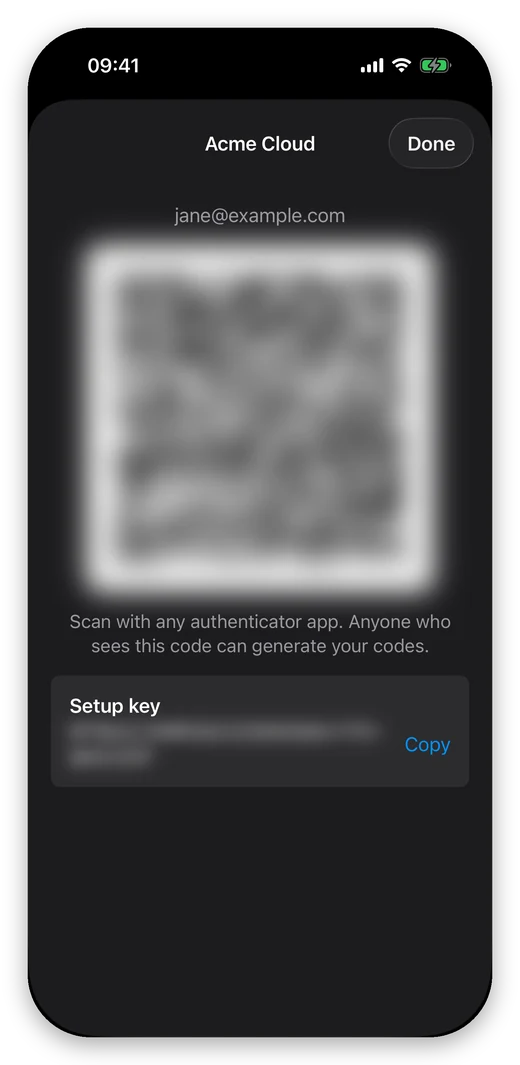 09:41
Acme Cloud
Done
jane@example.com
Scan with any authenticator app. Anyone who
sees this code can generate your codes.
Setup key
Copy